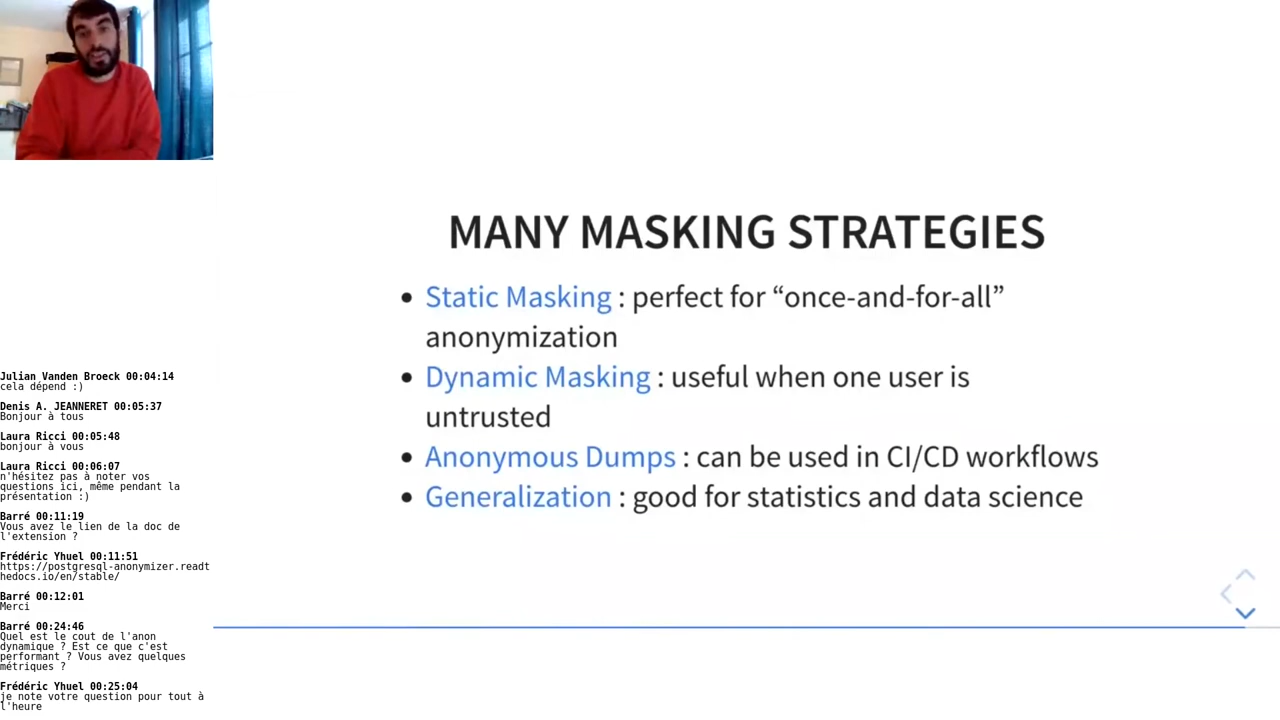 MANY MASKING STRATEGIES
Static Masking : perfect for “once-and-for-all”
anonymization
Dynamic Masking : useful when one user is
untrusted
Anonymous Dumps : can be used in CI/CD workflows
Generalization : good for statistics and data science
Julian Vanden Broeck 00:04:14
cela dépend :)
Denis A. JEANNERET 00:05:37
Bonjour à tous
Laura Ricci 00:05:48
bonjour à vous
Laura Ricci 00:06:07
n'hésitez pas à noter vos
questions ici, même pendant la
présentation :)
Barré 00:11:19
Vous avez le lien de la doc de
l'extension ?
Frédéric Yhuel 00:11:51
https://postgresql-anonymizer.readt
hedocs.io/en/stable/
Barré 00:12:01
Merci
Barré 00:24:46
Quel est le cout de l'anon
dynamique ? Est ce que c'est
performant ? Vous avez quelques
métriques ?
Frédéric Yhuel 00:25:04
je note votre question pour tout à
l'heure